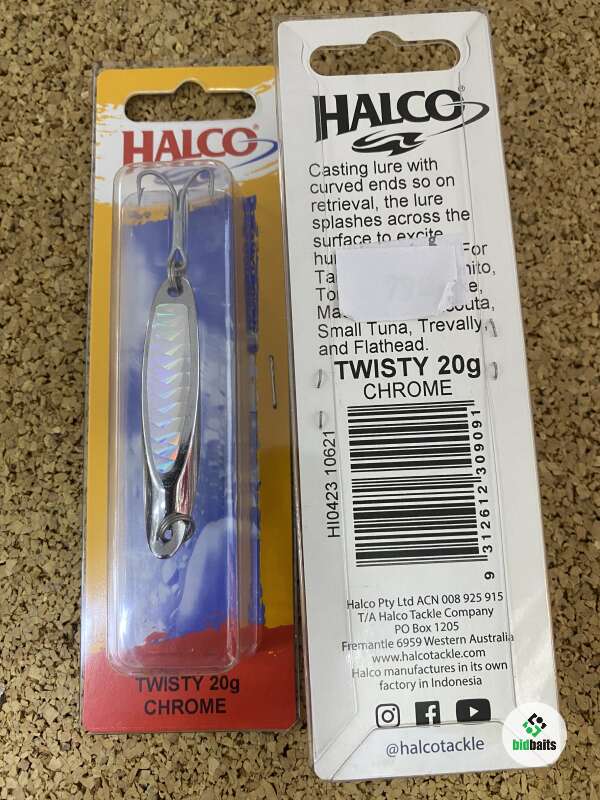 HALCO®
TWISTY 20g
CHROME
HALCO®
Casting lure with
curved ends so on
retrieval, the lure
splashes across the
surface to excite
For
Small Tuna, Trevally,
and Flathead.
TWISTY 20g
CHROME
HI0423 10621
9 312612 309091
Halco Pty Ltd ACN 008 925 915
T/A Halco Tackle Company
PO Box 1205
Fremantle 6959 Western Australia
www.halcotackle.com
Halco manufactures in its own
factory in Indonesia
@halcotackle
bidbaits